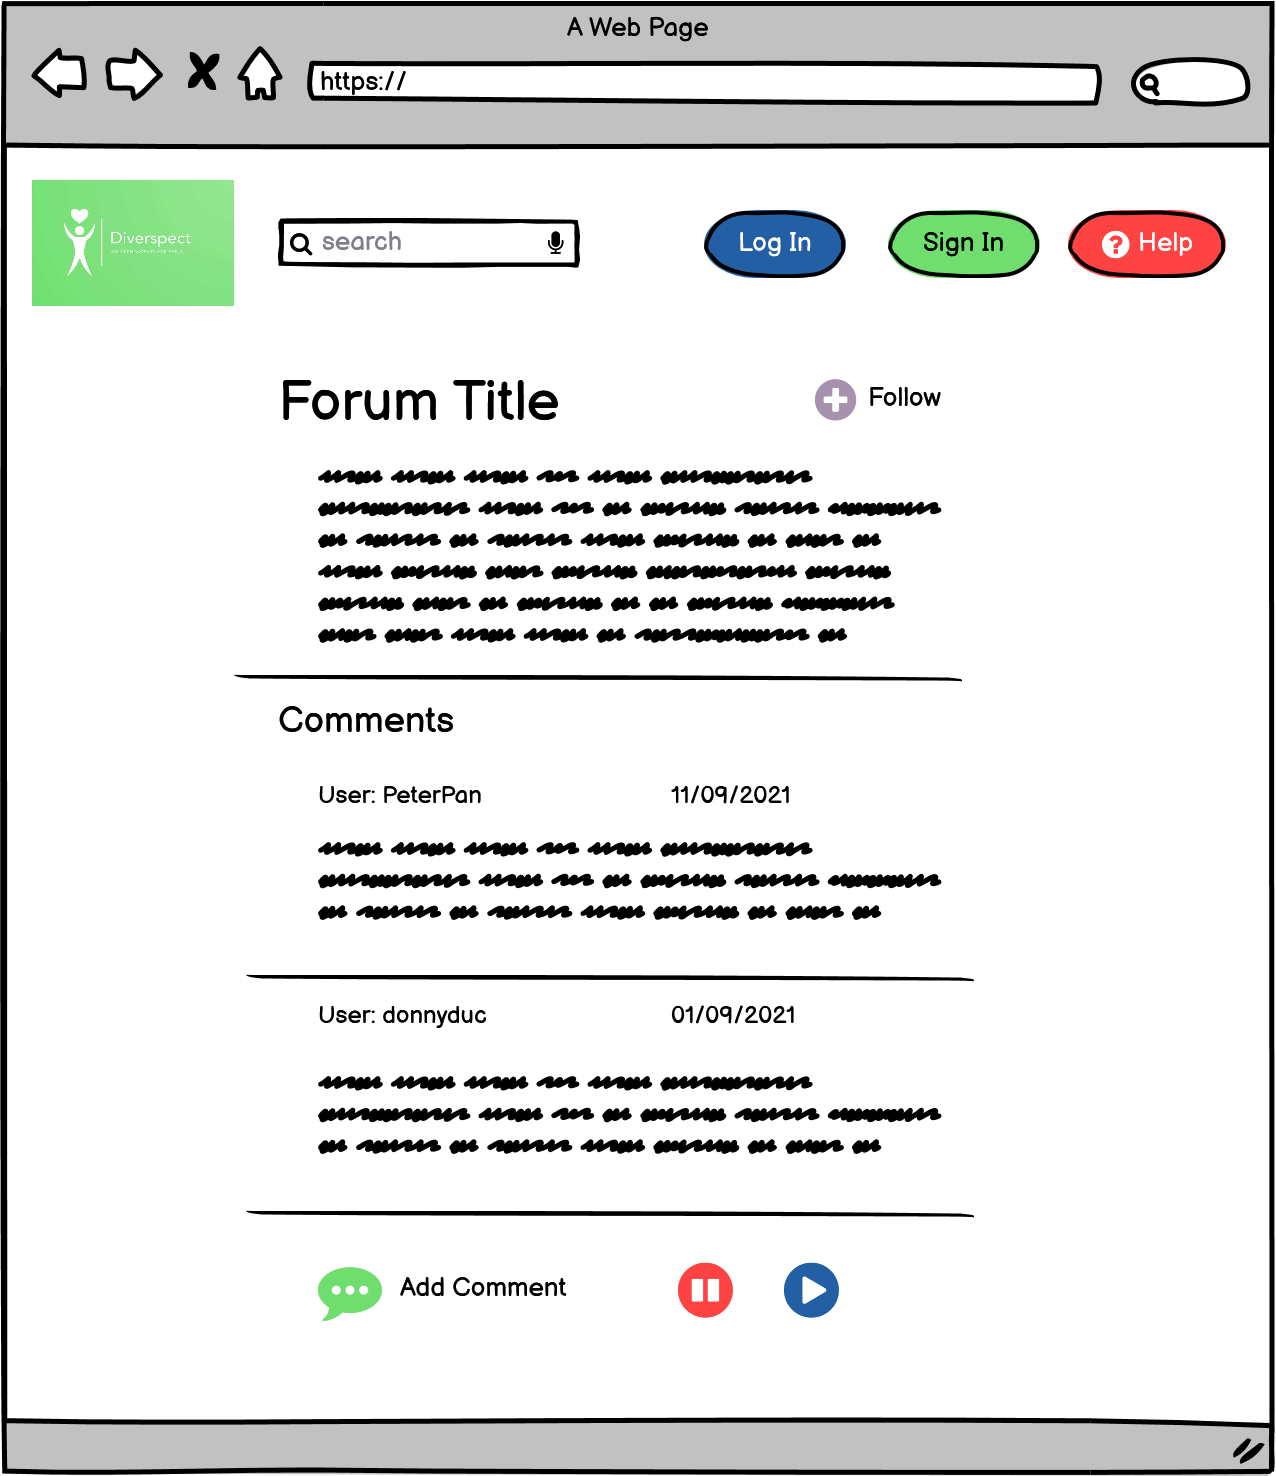 A Web Page
https://
Diverspect
search
Log In
Sign In
Help
Forum Title
Follow
Comments
User: PeterPan
11/09/2021
User: donnyduc
01/09/2021
Add Comment